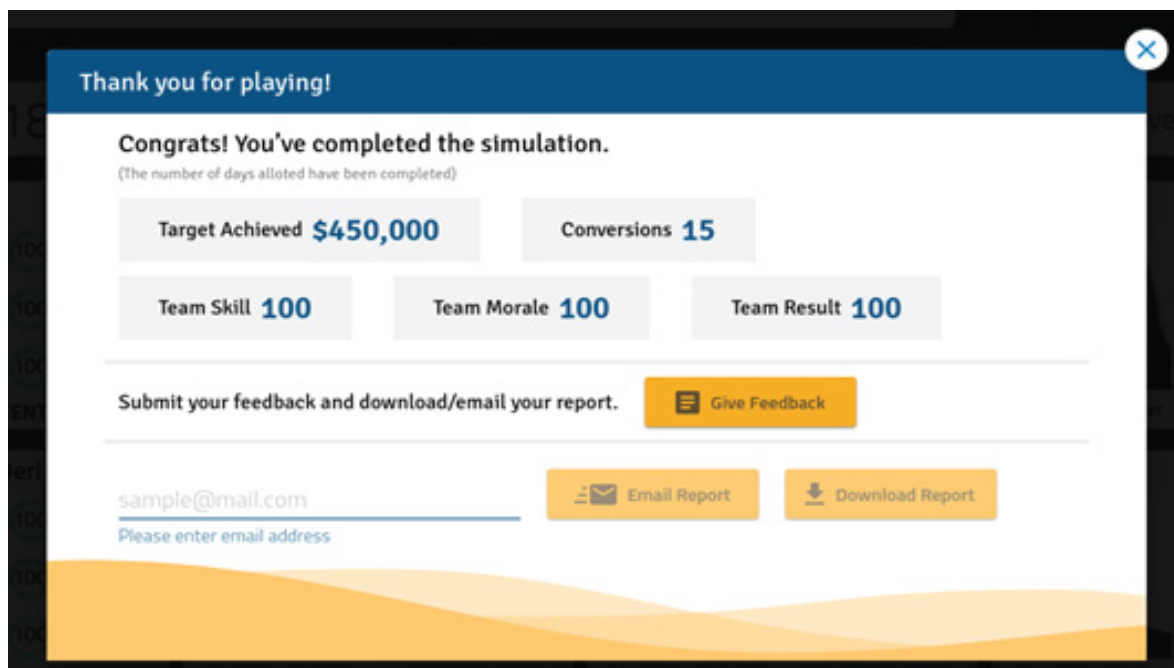 Thank you for playing!
Congrats! You've completed the simulation.
(The number of days alloted have been completed)
Target Achieved $450,000
Conversions 15
Team Skill 100
Team Morale 100
Team Result 100
Submit your feedback and download/email your report.
Give Feedback
sample@mail.com
Email Report
Download Report
Please enter email address